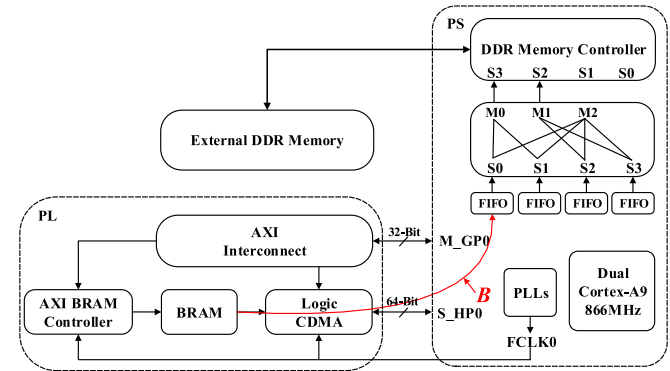 PS
DDR Memory Controller
S3 S2 S1 S0
M0 M1 M2
External DDR Memory
S0 S1 S2 S3
FIFO FIFO FIFO FIFO
PL
AXI
Interconnect
32-Bit
M_GP0
AXI BRAM
Controller
BRAM
Logic
CDMA
64-Bit
S_HP0
B
PLLs
FCLK0
Dual
Cortex-A9
866MHz